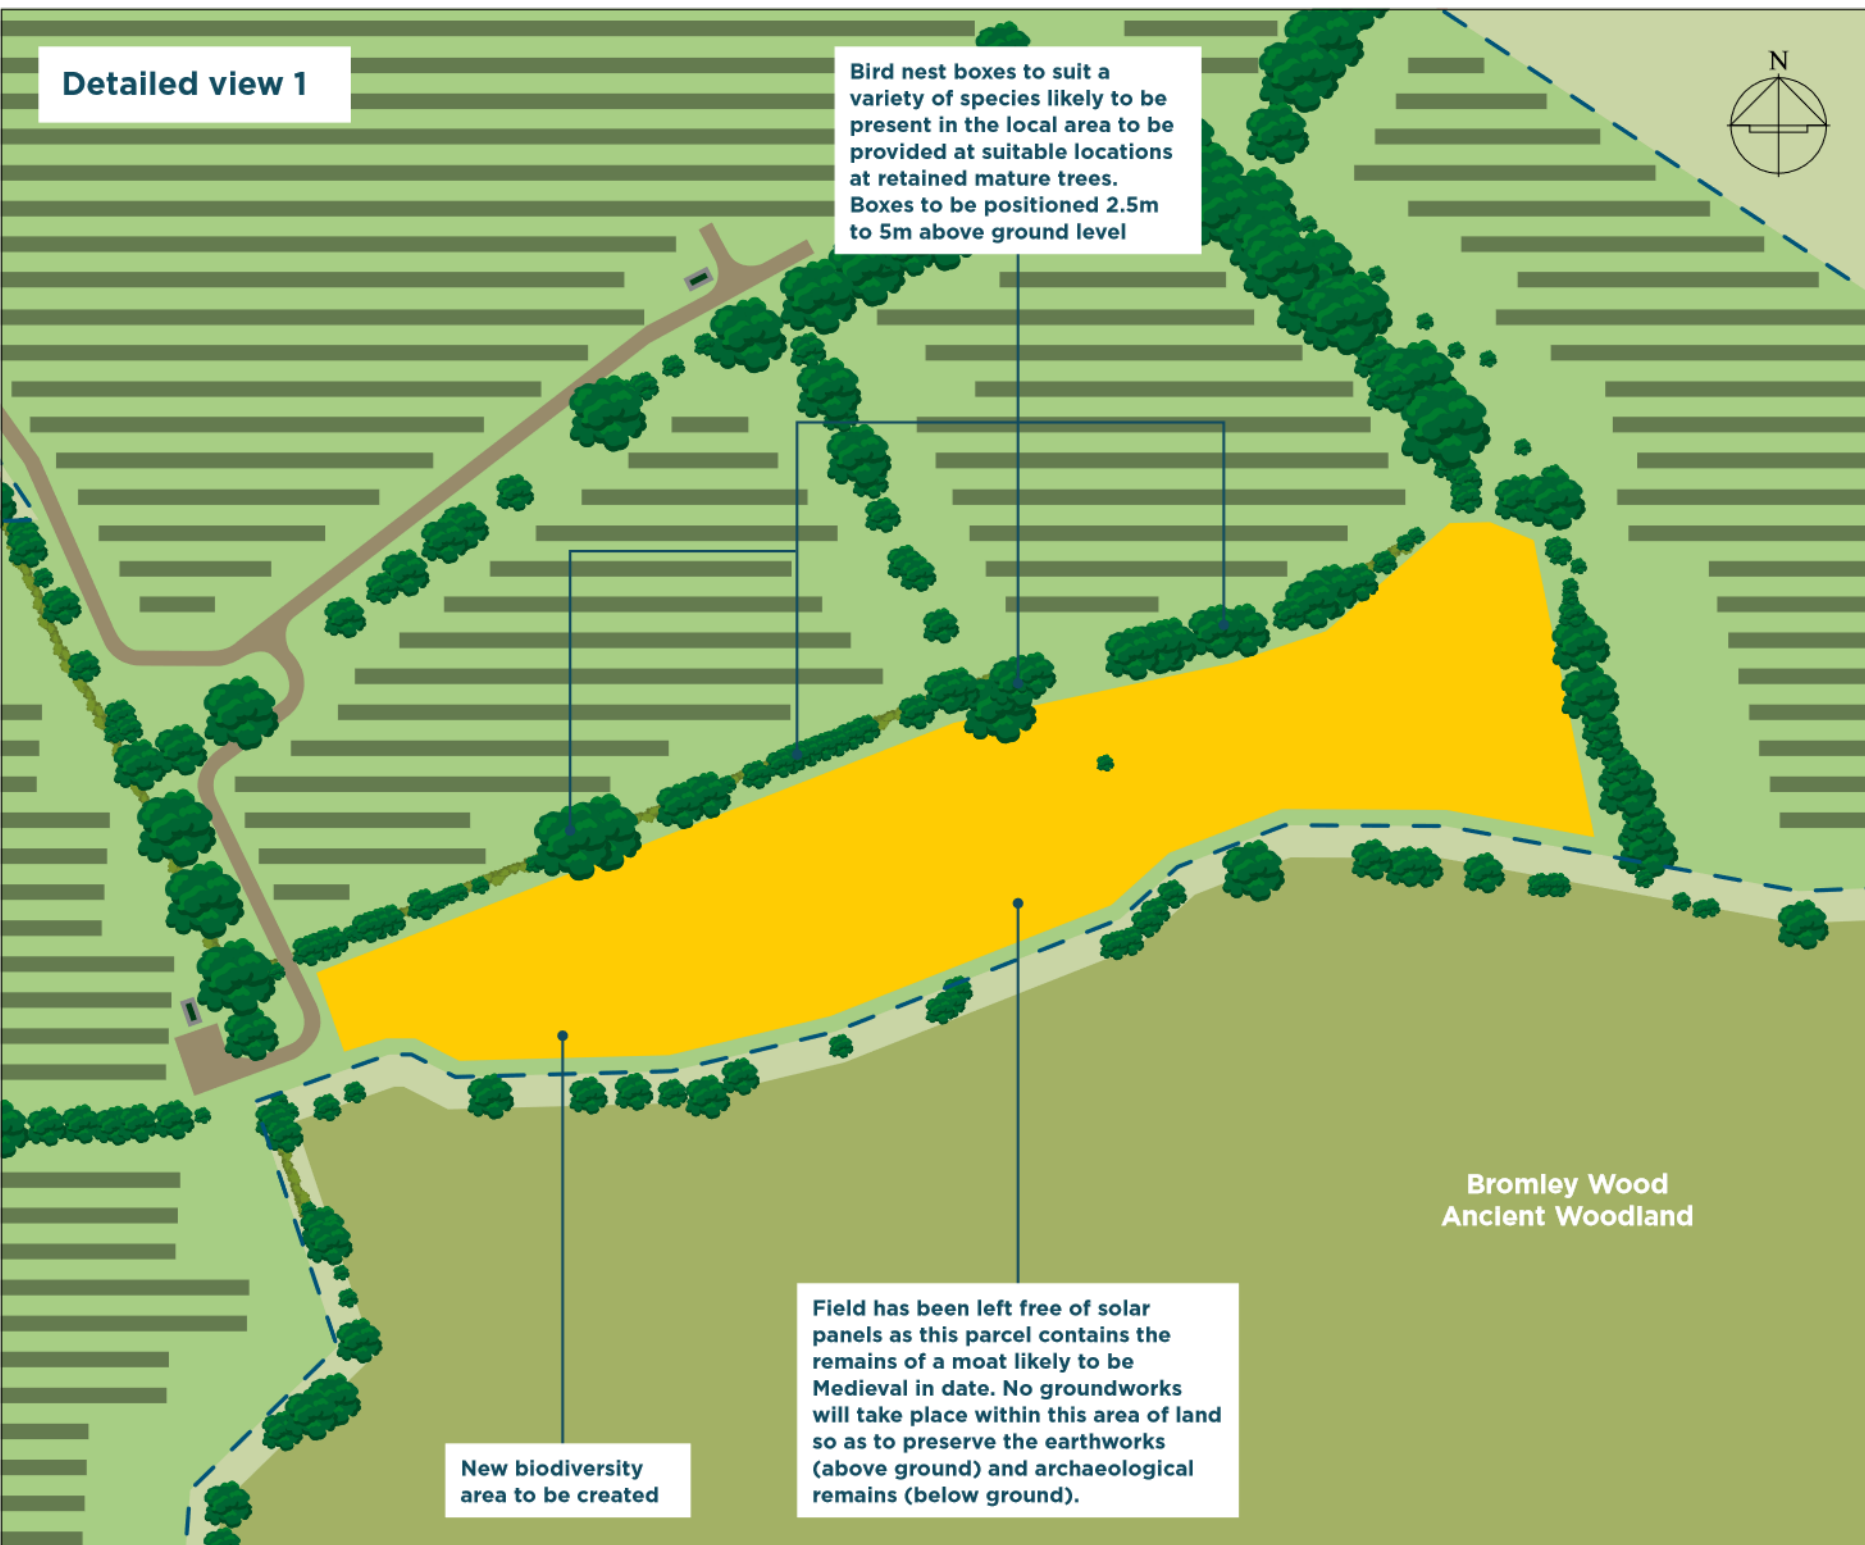 Detailed view 1
Bird nest boxes to suit a
variety of species likely to be
present in the local area to be
provided at suitable locations
at retained mature trees.
Boxes to be positioned 2.5m
to 5m above ground level
N
Bromley Wood
Ancient Woodland
Field has been left free of solar
panels as this parcel contains the
remains of a moat likely to be
Medieval in date. No groundworks
will take place within this area of land
so as to preserve the earthworks
(above ground) and archaeological
remains (below ground).
New biodiversity
area to be created